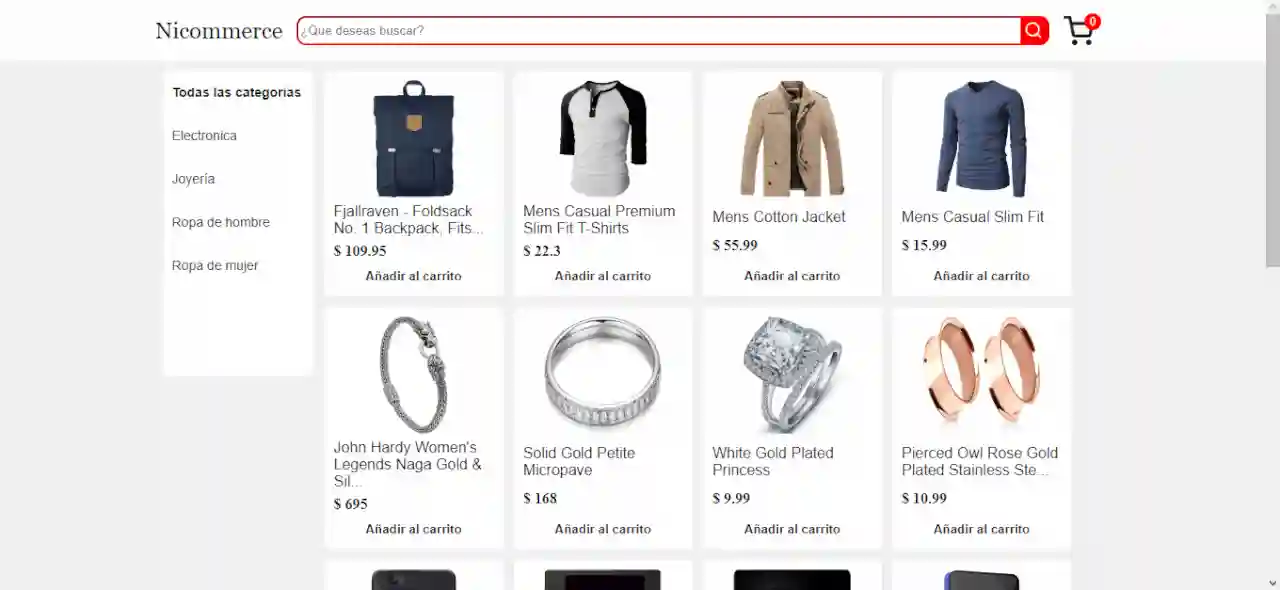 Nicommerce
¿Que deseas buscar?
0
Todas las categorias
Electronica
Joyería
Ropa de hombre
Ropa de mujer
Fjallraven - Foldsack
No. 1 Backpack, Fits...
$ 109.95
Añadir al carrito
Mens Casual Premium
Slim Fit T-Shirts
$ 22.3
Añadir al carrito
Mens Cotton Jacket
$ 55.99
Añadir al carrito
Mens Casual Slim Fit
$ 15.99
Añadir al carrito
John Hardy Women's
Legends Naga Gold &
Sil...
$ 695
Añadir al carrito
Solid Gold Petite
Micropave
$ 168
Añadir al carrito
White Gold Plated
Princess
$ 9.99
Añadir al carrito
Pierced Owl Rose Gold
Plated Stainless Ste...
$ 10.99
Añadir al carrito